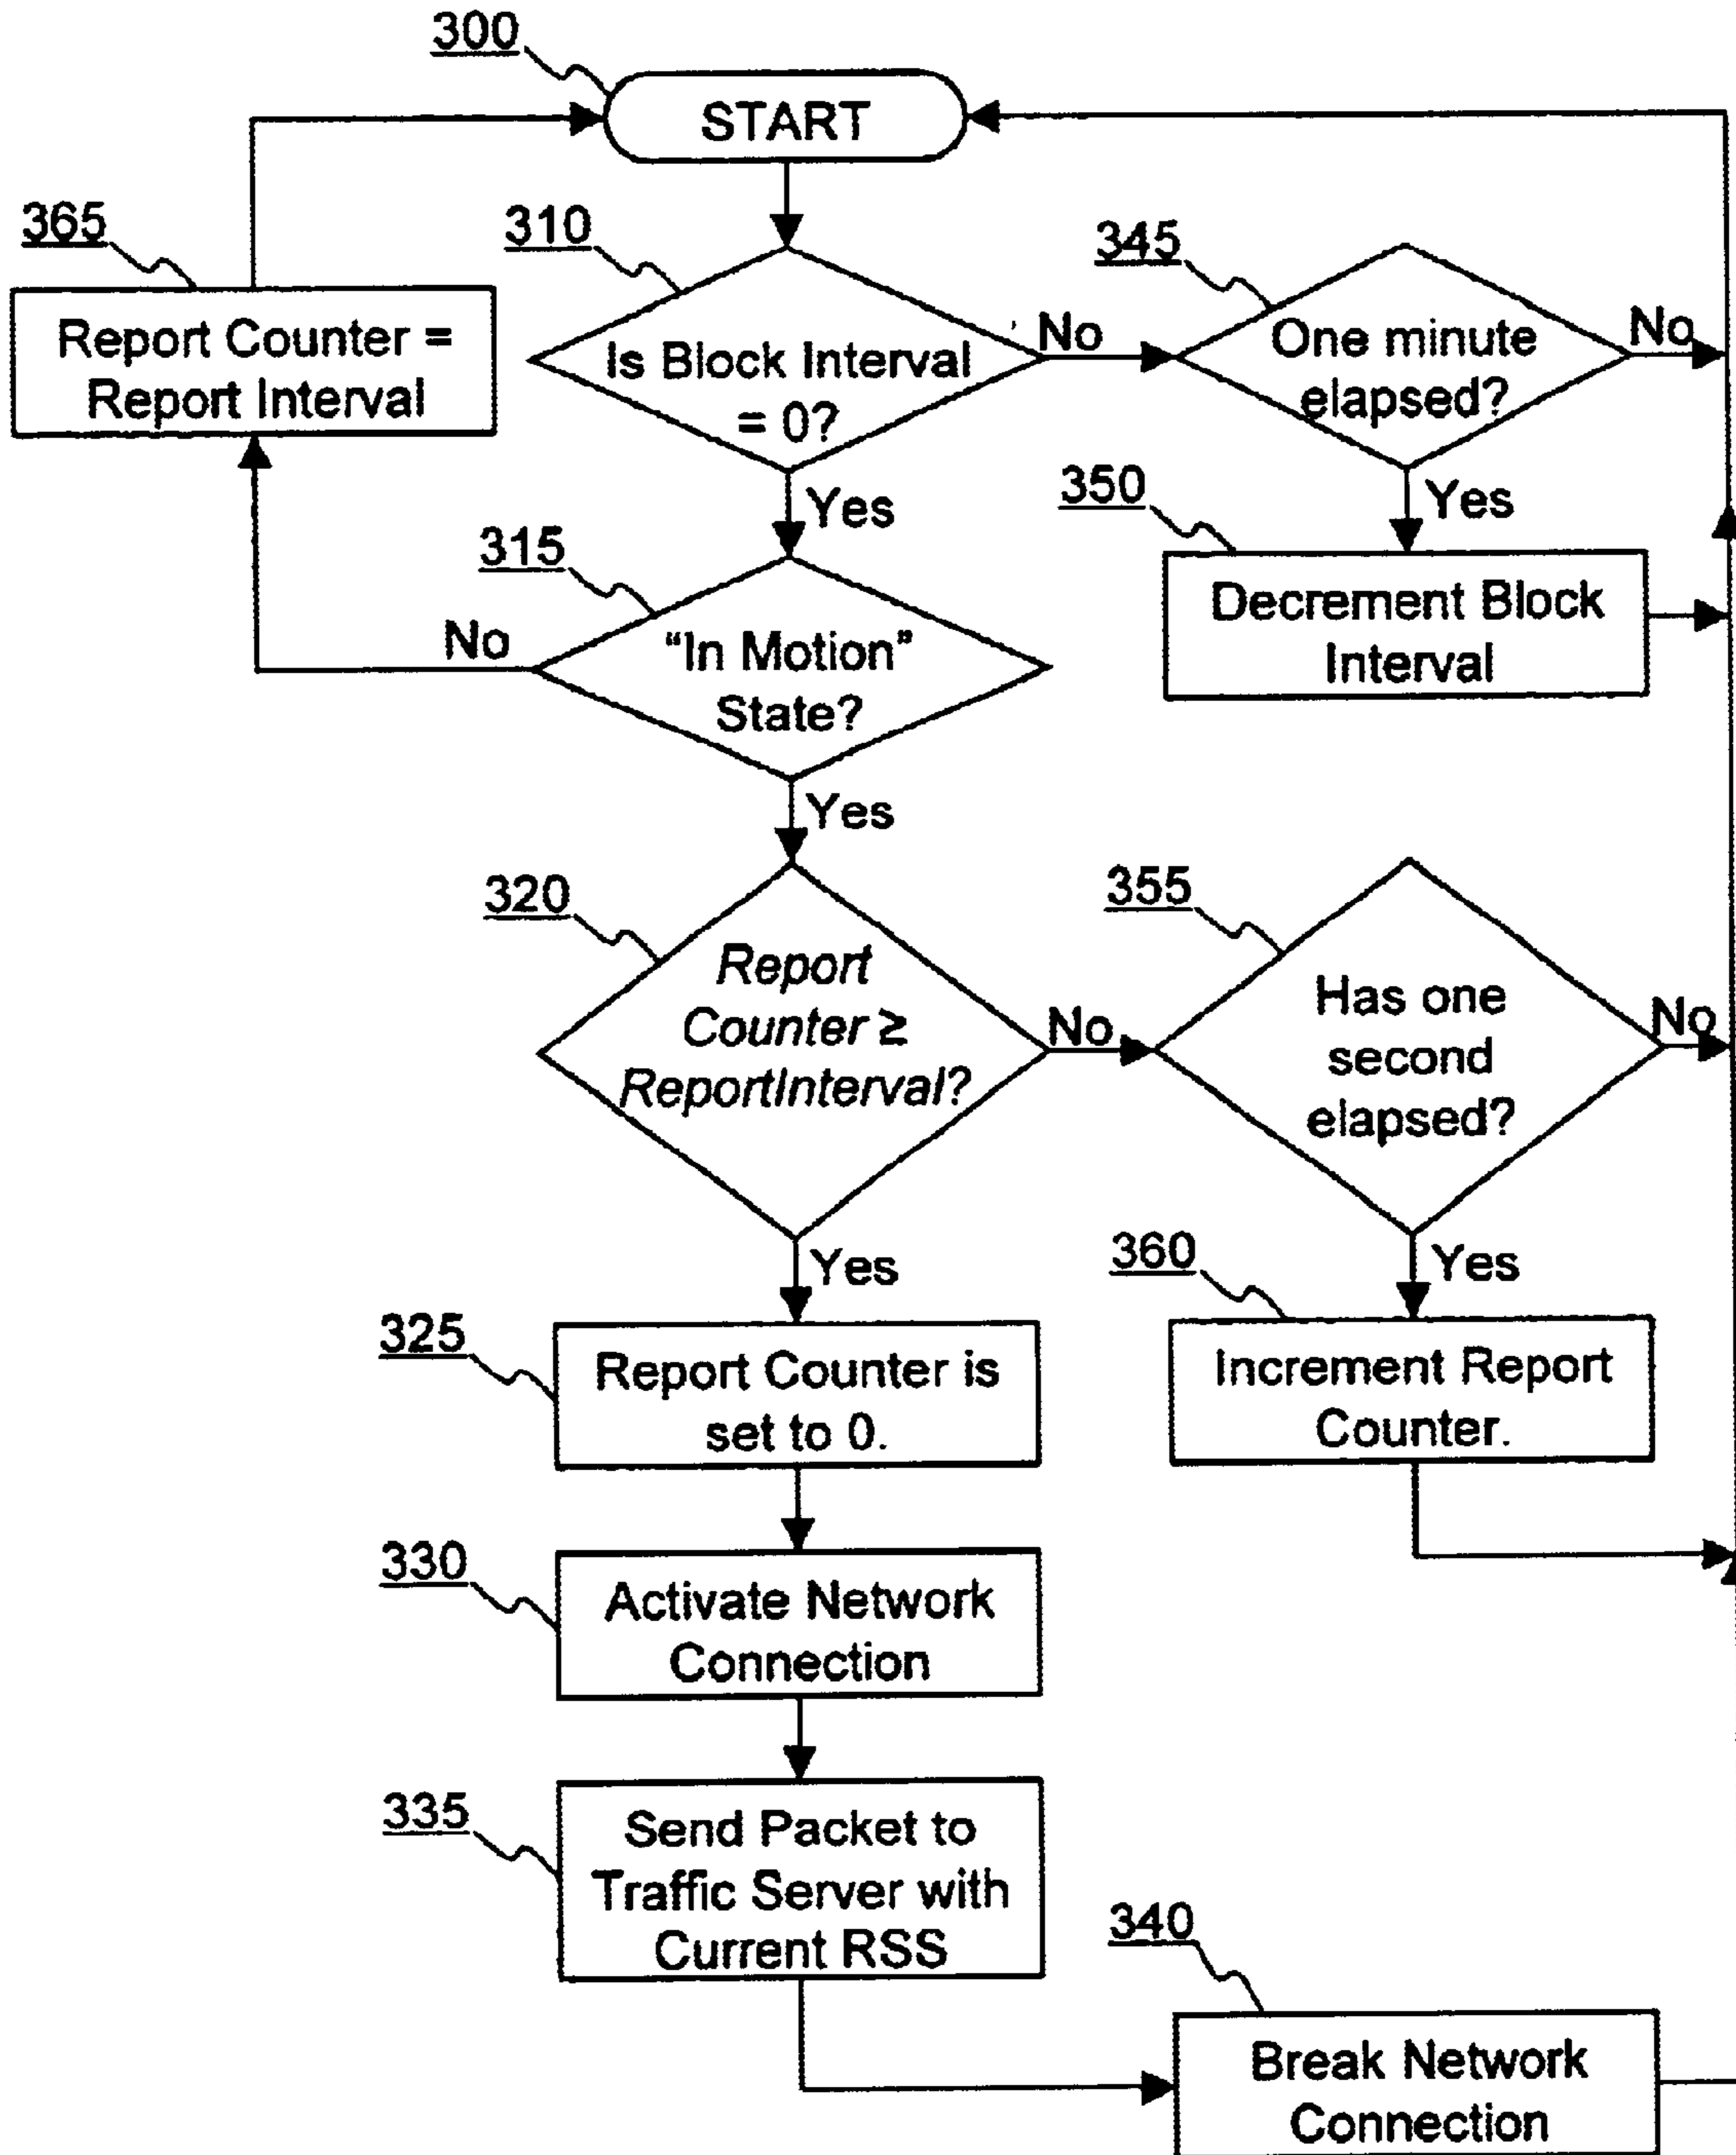 300
START
365
310
345
Report Counter =
Report Interval
Is Block Interval
= 0?
No
One minute
elapsed?
No
Yes
350
Yes
315
Decrement Block
Interval
No
“In Motion”
State?
Yes
320
355
Report
Counter ≥
ReportInterval?
No
Has one
second
elapsed?
No
Yes
360
Yes
325
Report Counter is
set to 0.
Increment Report
Counter.
330
Activate Network
Connection
335
Send Packet to
Traffic Server with
Current RSS
340
Break Network
Connection